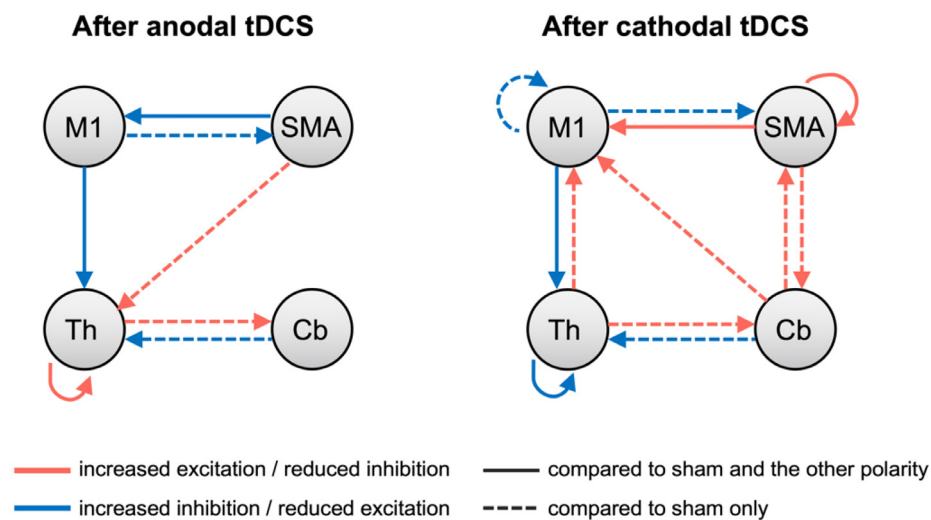 After anodal tDCS
After cathodal tDCS
M1
SMA
M1
SMA
Th
Cb
Th
Cb
increased excitation / reduced inhibition
compared to sham and the other polarity
increased inhibition / reduced excitation
compared to sham only